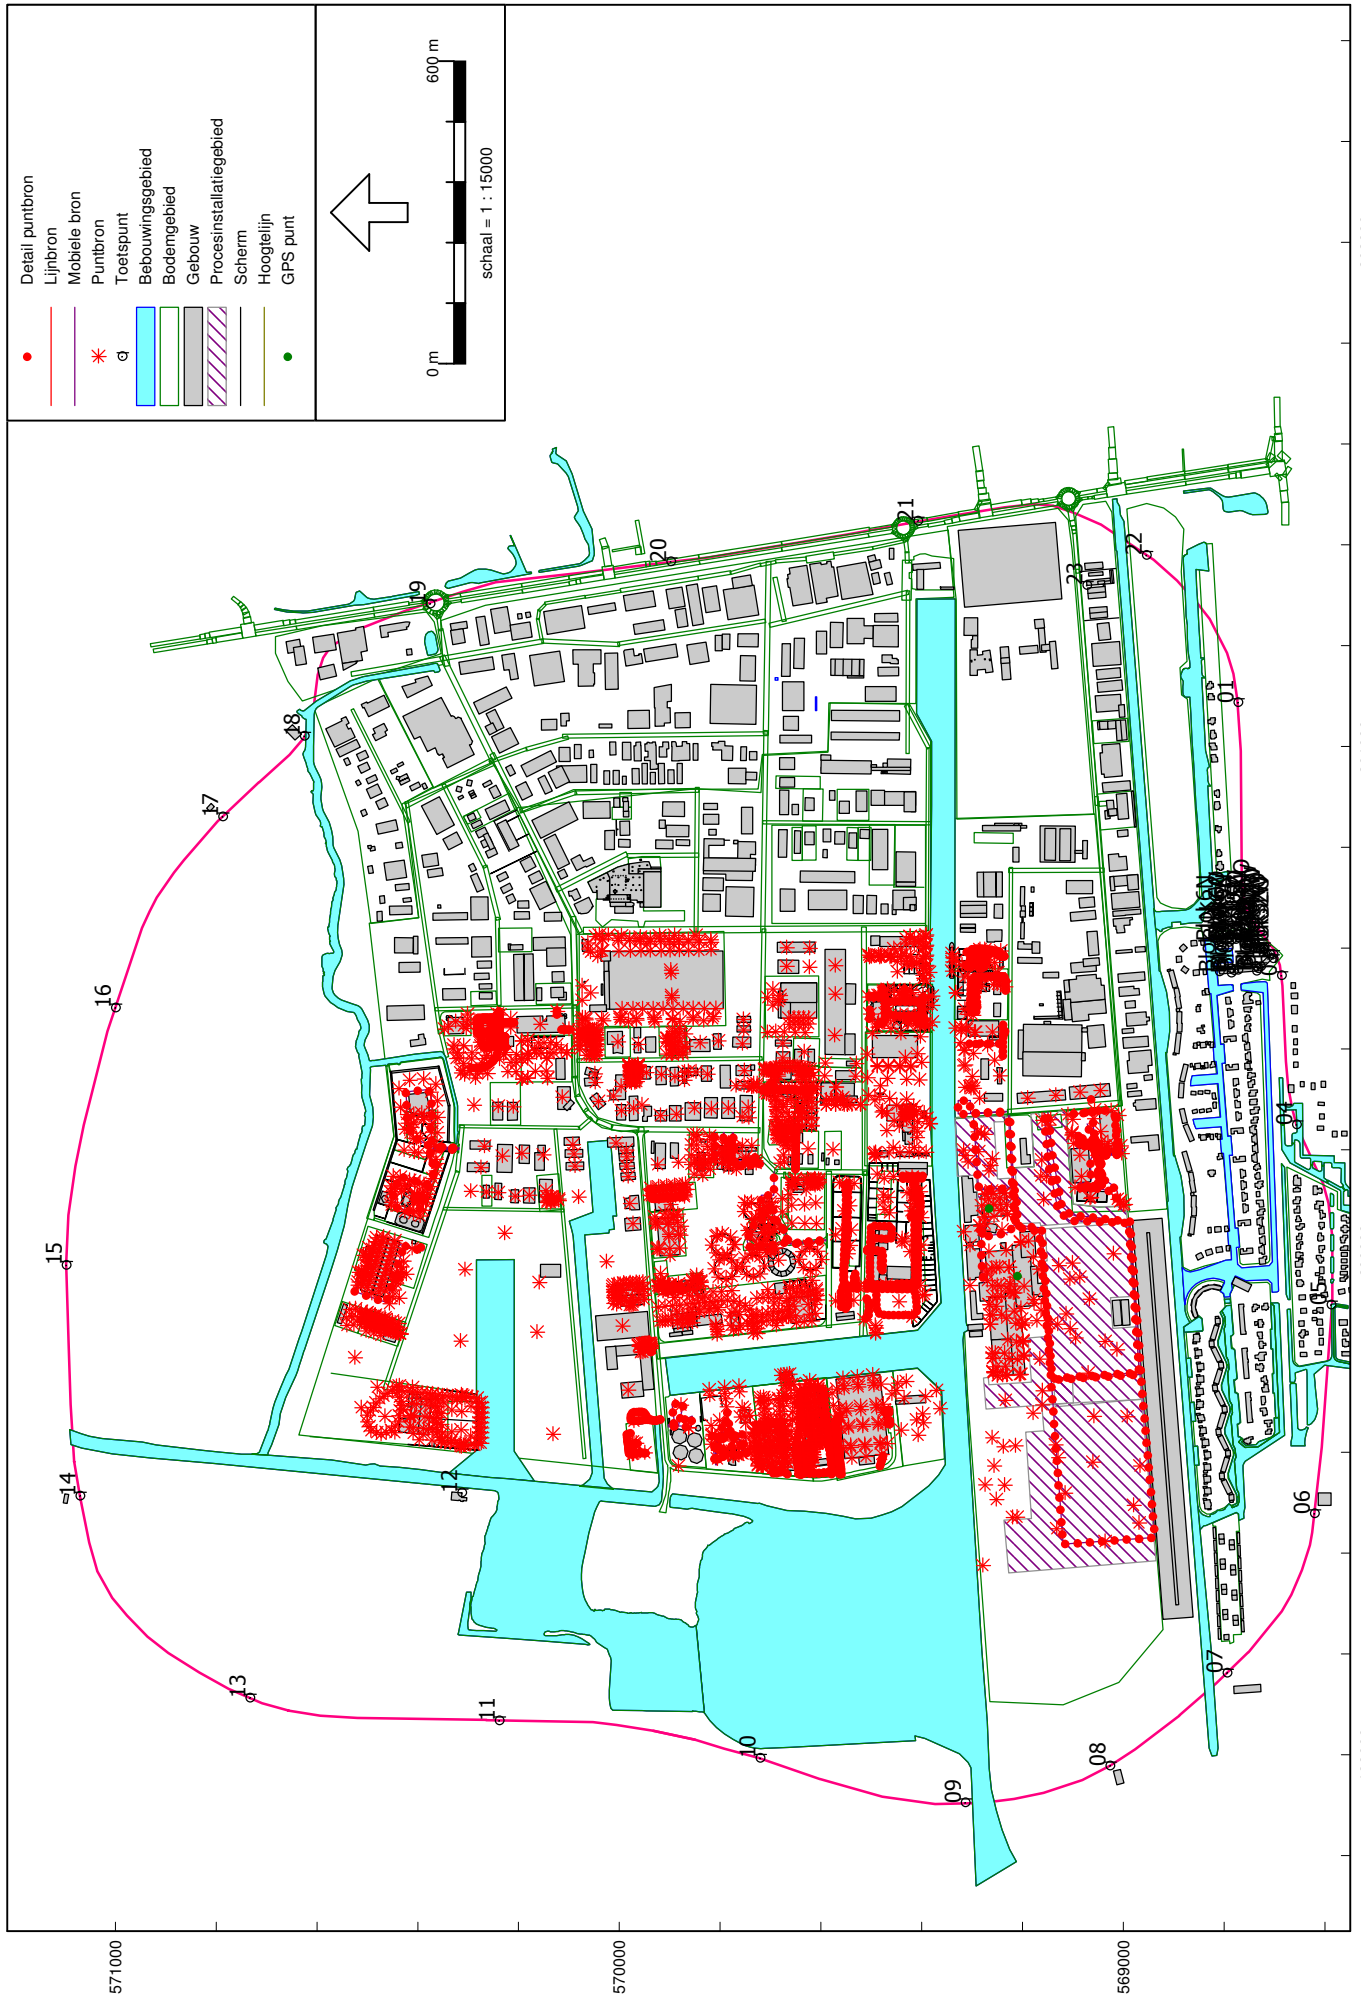 Detail puntbron
Lijnbron
Mobiele bron
Puntbron
Toetspunt
Bebouwingsgebied
Bodemgebied
Gebouw
Procesinstallatiegebied
Scherm
Hoogtelijn
GPS punt
0 m
600 m
schaal = 1 : 15000
571000
570000
569000
01
04
05
06
07
08
09
10
11
12
13
14
15
16
17
18
19
20
21
22
23